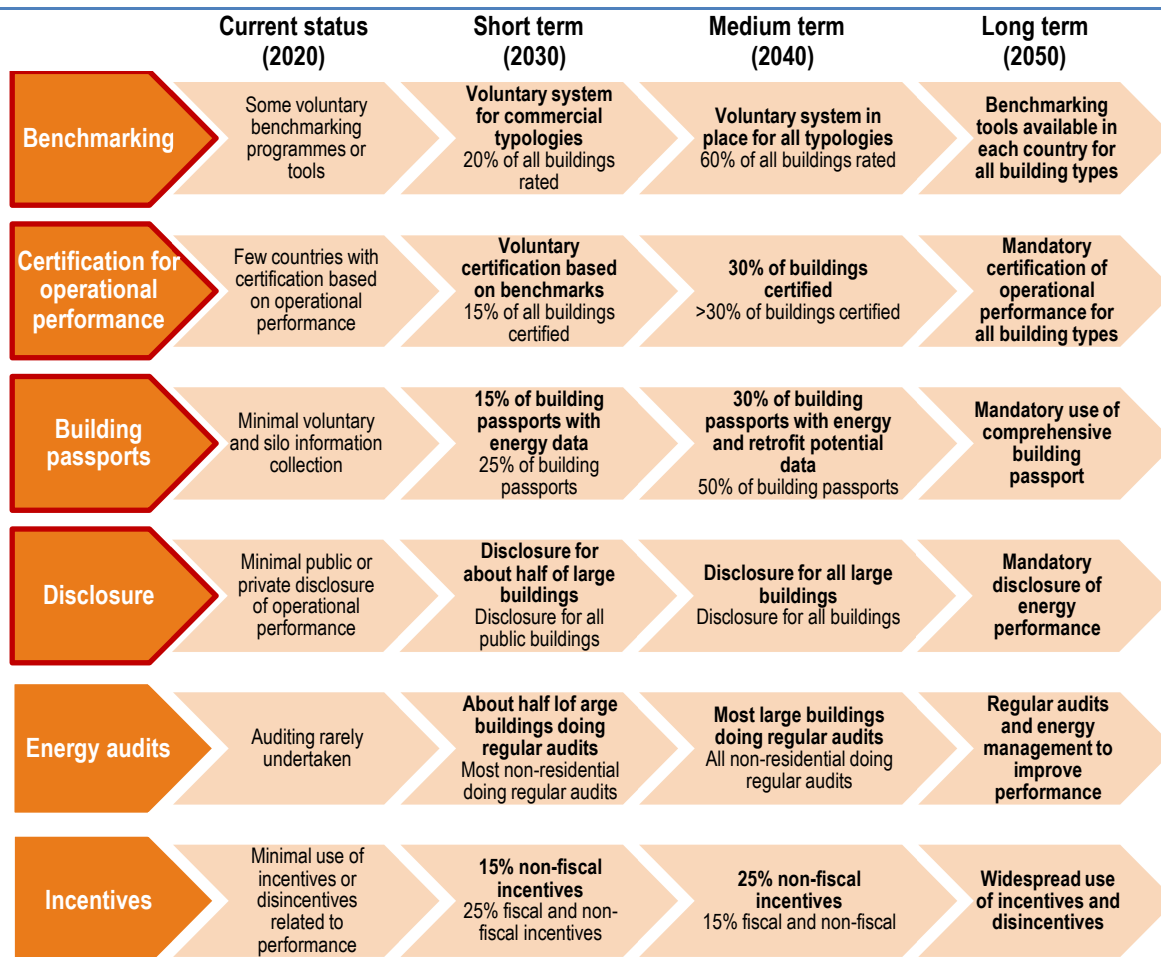 Current status
(2020)
Short term
(2030)
Medium term
(2040)
Long term
(2050)
Benchmarking
Some voluntary
benchmarking
programmes or
tools
Voluntary system
for commercial
typologies
20% of all buildings
rated
Voluntary system in
place for all typologies
60% of all buildings rated
Benchmarking
tools available in
each country for
all building types
Certification for
operational
performance
Few countries with
certification based
on operational
performance
Voluntary
certification based
on benchmarks
15% of all buildings
certified
30% of buildings
certified
>30% of buildings certified
Mandatory
certification of
operational
performance for
all building types
Building
passports
Minimal voluntary
and silo information
collection
15% of building
passports with
energy data
25% of building
passports
30% of building
passports with energy
and retrofit potential
data
50% of building passports
Mandatory use of
comprehensive
building
passport
Disclosure
Minimal public or
private disclosure
of operational
performance
Disclosure for
about half of large
buildings
Disclosure for all
public buildings
Disclosure for all large
buildings
Disclosure for all buildings
Mandatory
disclosure of
energy
performance
Energy audits
Auditing rarely
undertaken
About half lof arge
buildings doing
regular audits
Most non-residential
doing regular audits
Most large buildings
doing regular audits
All non-residential doing
regular audits
Regular audits
and energy
management to
improve
performance
Incentives
Minimal use of
incentives or
disincentives
related to
performance
15% non-fiscal
incentives
25% fiscal and non-
fiscal incentives
25% non-fiscal
incentives
15% fiscal and non-fiscal
Widespread use
of incentives and
disincentives